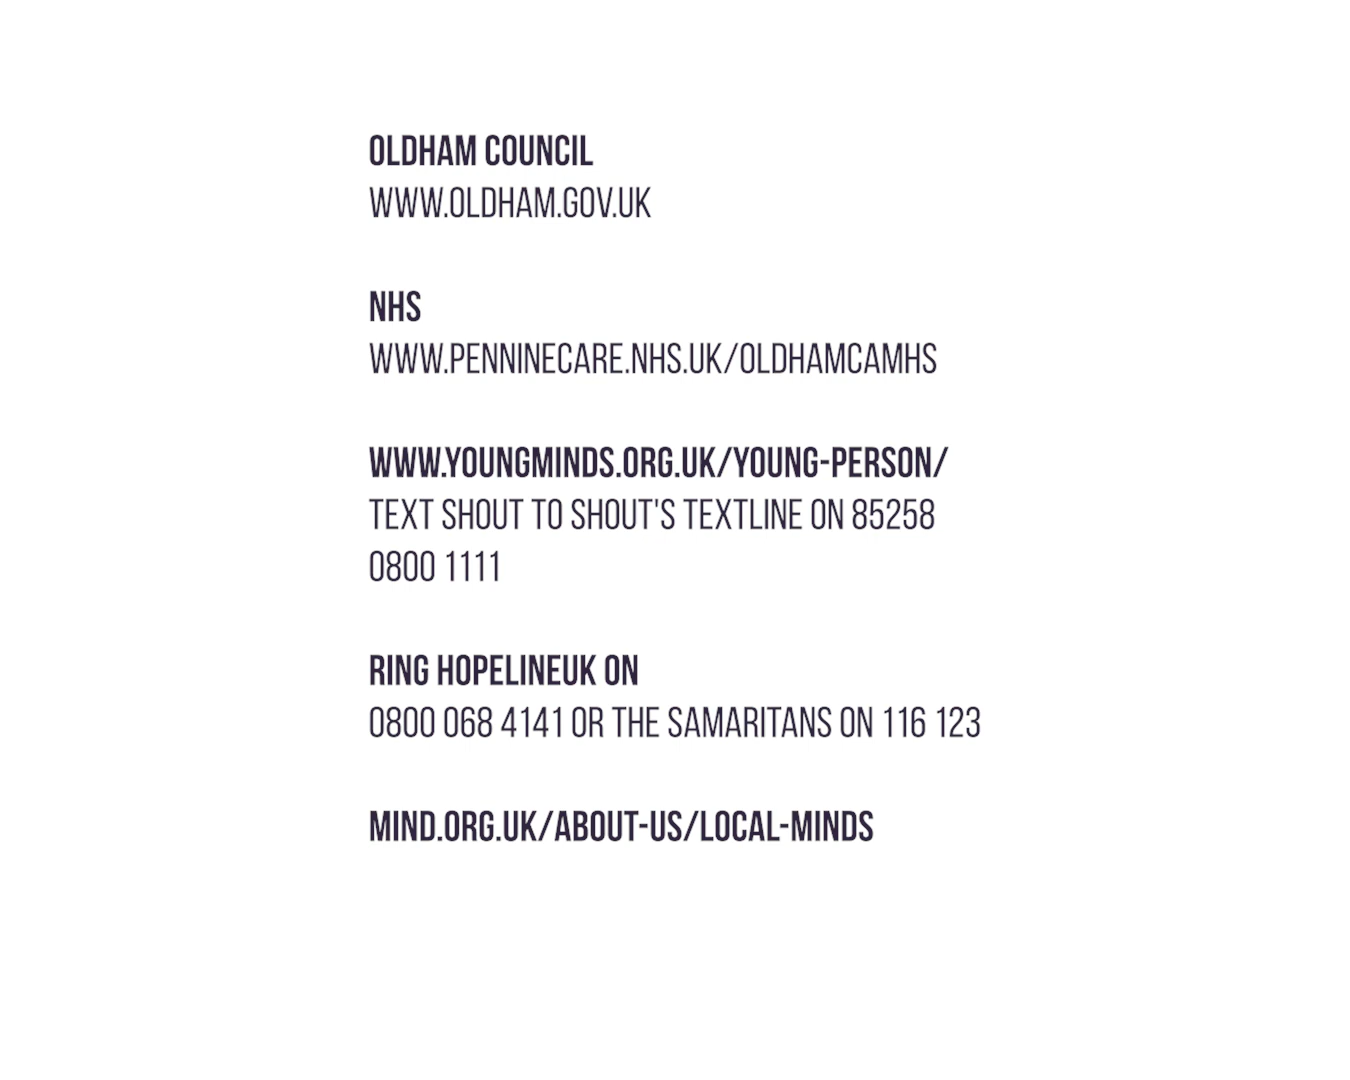 OLDHAM COUNCIL
WWW.OLDHAM.GOV.UK
NHS
WWW.PENNINECARE.NHS.UK/OLDHAMCAMHS
WWW.YOUNGMINDS.ORG.UK/YOUNG-PERSON/
TEXT SHOUT TO SHOUT'S TEXTLINE ON 85258
0800 1111
RING HOPELINEUK ON
0800 068 4141 OR THE SAMARITANS ON 116 123
MIND.ORG.UK/ABOUT-US/LOCAL-MINDS